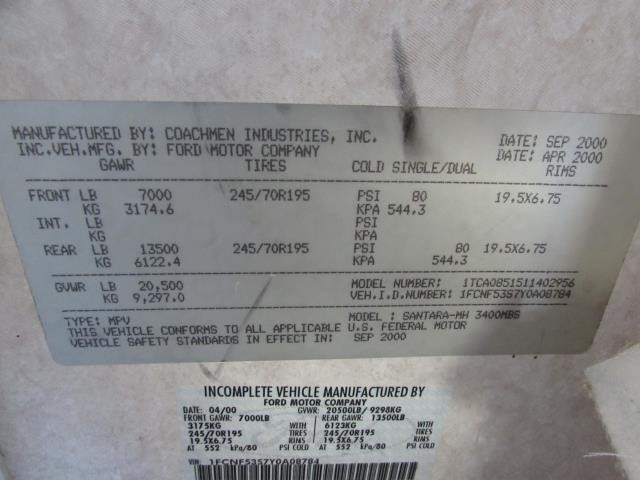 MANUFACTURED BY: COACHMEN INDUSTRIES, INC. DATE: SEP 2000
INC.VEH.MFG. BY: FORD MOTOR COMPANY DATE: APR 2000
GAWR TIRES COLD SINGLE/DUAL RIMS
FRONT LB 7000 245/70R195 PSI 80 19.5X6.75
KG 3174.6 KPA 544.3
INT. LB PSI
KG KPA
REAR LB 13500 245/70R195 PSI 80 19.5X6.75
KG 6122.4 KPA 544.3
GVWR LB 20,500 MODEL NUMBER: 1TCA0851511402956
KG 9,297.0 VEH.I.D.NUMBER: 1FCNF53S7Y0A08784
TYPE: MPV MODEL: SANTARA-MH 3400MBS
THIS VEHICLE CONFORMS TO ALL APPLICABLE U.S. FEDERAL MOTOR
VEHICLE SAFETY STANDARDS IN EFFECT IN: SEP 2000
INCOMPLETE VEHICLE MANUFACTURED BY
FORD MOTOR COMPANY
DATE: 04/00 GVWR: 20500LB/ 9298KG
FRONT GAWR: 7000LB REAR GAWR: 13500LB
3175KG WITH 6123KG WITH
245/70R195 TIRES 245/70R195 TIRES
19.5X6.75 RIMS 19.5X6.75 RIMS
AT 552 kPa/80 PSI COLD AT 552 kPa/80 PSI COLD
VIN: 1FCNF53S7Y0A08784